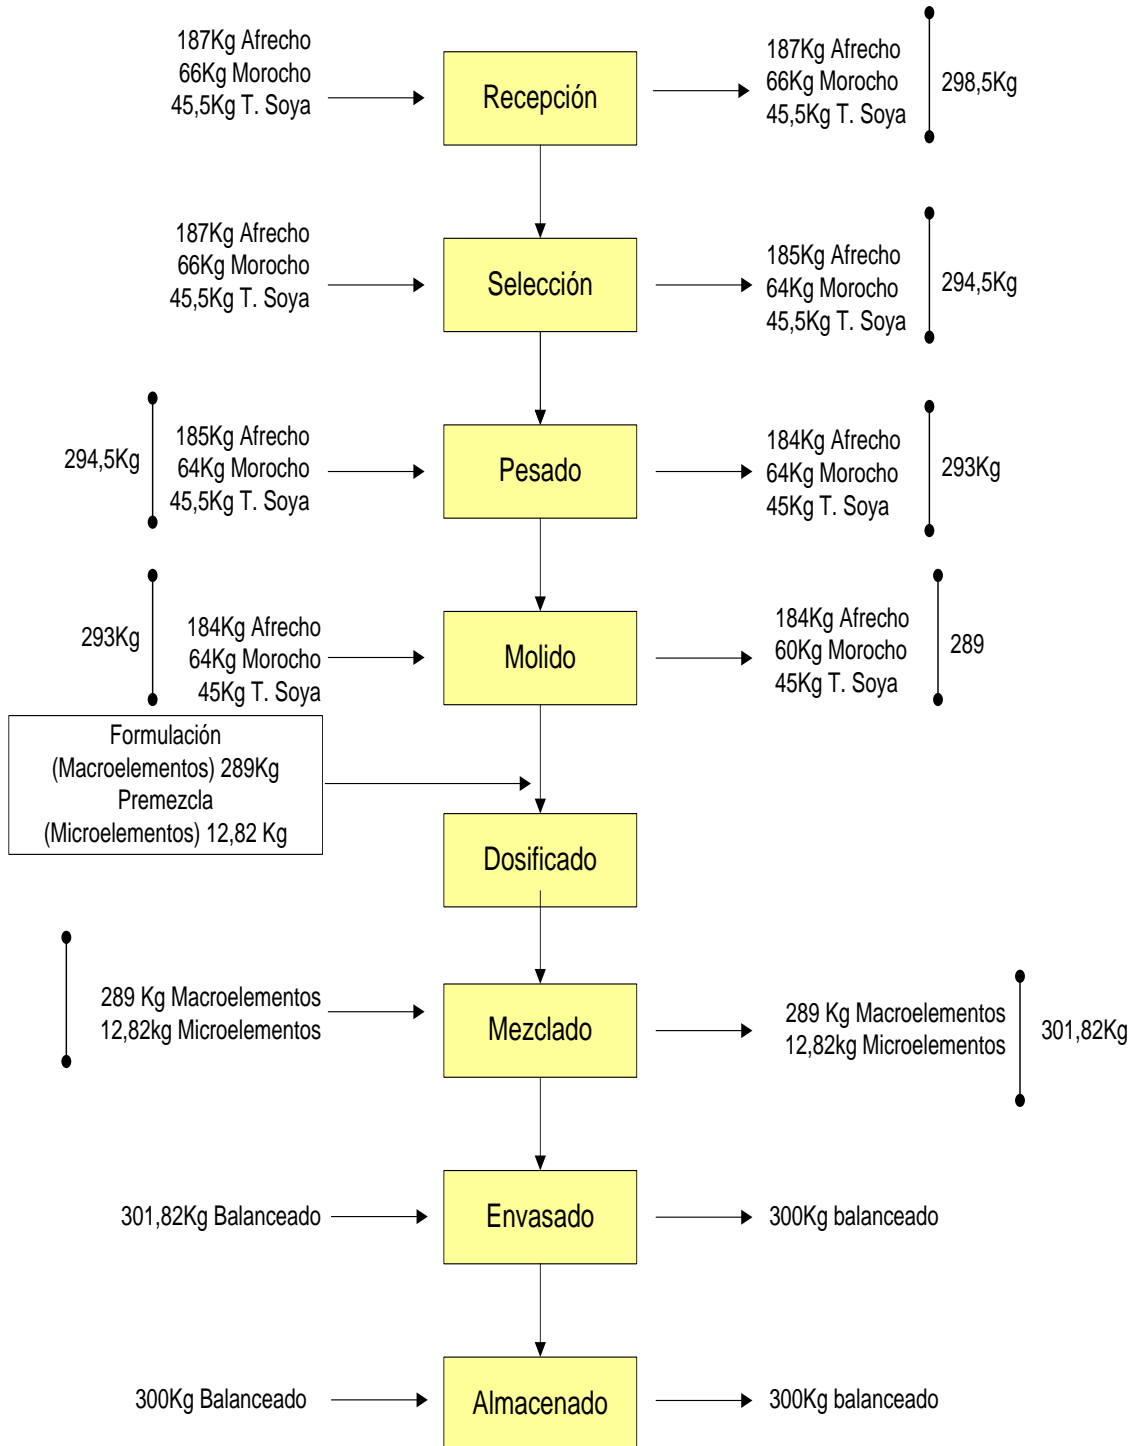 187Kg Afrecho
66Kg Morocho
45,5Kg T. Soya
Recepción
187Kg Afrecho
66Kg Morocho
45,5Kg T. Soya
298,5Kg
187Kg Afrecho
66Kg Morocho
45,5Kg T. Soya
Selección
185Kg Afrecho
64Kg Morocho
45,5Kg T. Soya
294,5Kg
294,5Kg
185Kg Afrecho
64Kg Morocho
45,5Kg T. Soya
Pesado
184Kg Afrecho
64Kg Morocho
45Kg T. Soya
293Kg
293Kg
184Kg Afrecho
64Kg Morocho
45Kg T. Soya
Molido
184Kg Afrecho
60Kg Morocho
45Kg T. Soya
289
Formulación
(Macroelementos) 289Kg
Premezcla
(Microelementos) 12,82 Kg
Dosificado
289 Kg Macroelementos
12,82kg Microelementos
Mezclado
289 Kg Macroelementos
12,82kg Microelementos
301,82Kg
301,82Kg Balanceado
Envasado
300Kg balanceado
300Kg Balanceado
Almacenado
300Kg balanceado